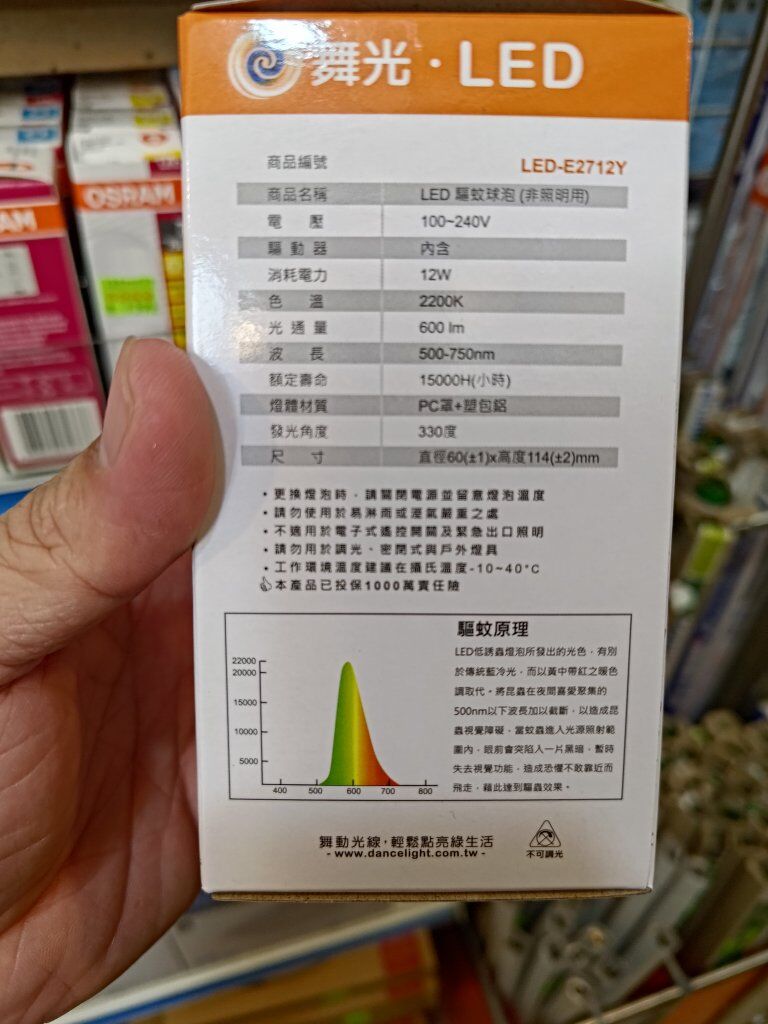 舞光·LED
商品編號 LED-E2712Y
商品名稱 LED 驅蚊球泡 (非照明用)
電壓 100~240V
驅動器 內含
消耗電力 12W
色溫 2200K
光通量 600 lm
波長 500-750nm
額定壽命 15000H(小時)
燈體材質 PC罩+塑包鋁
發光角度 330度
尺寸 直徑60(±1)x高度114(±2)mm
•更換燈泡時，請關閉電源並留意燈泡溫度
•請勿使用於易淋雨或溼氣嚴重之處
•不適用於電子式遙控開關及緊急出口照明
•請勿用於調光、密閉式與戶外燈具
•工作環境溫度建議在攝氏溫度-10~40°C
本產品已投保1000萬責任險
驅蚊原理
LED低誘蟲燈泡所發出的光色，有別
於傳統藍冷光，而以黃中帶紅之暖色
調取代。將昆蟲在夜間喜愛聚集的
500nm以下波長加以截斷，以造成昆
蟲視覺障礙，當蚊蟲進入光源照射範
圍內，眼前會突陷入一片黑暗，暫時
失去視覺功能，造成恐懼不敢靠近而
飛走，藉此達到驅蟲效果。
22000
20000
15000
10000
5000
400 500 600 700 800
舞動光線，輕鬆點亮綠生活
- www.dancelight.com.tw -
不可調光
OSRAM
AM